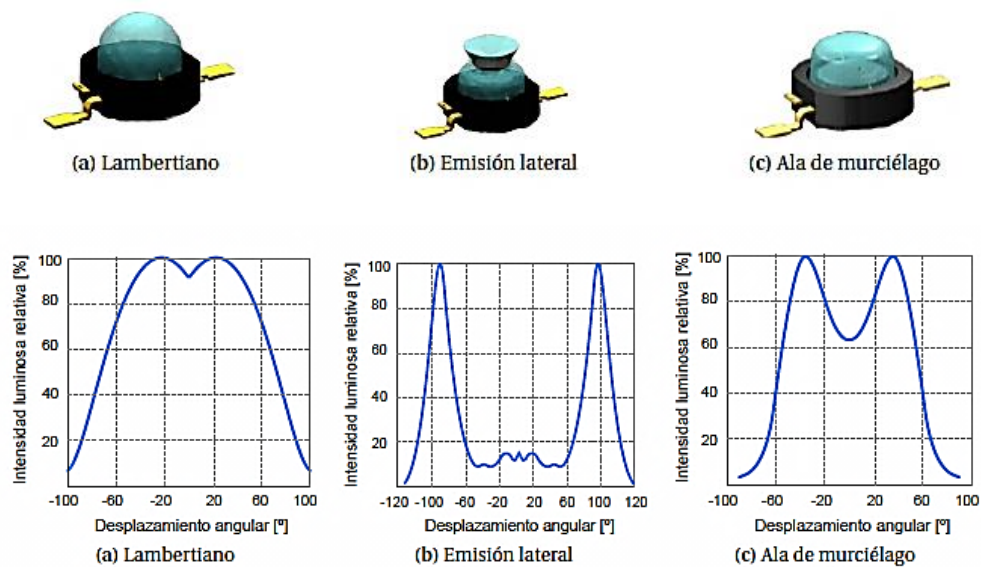 (a) Lambertiano
(b) Emisión lateral
(c) Ala de murciélago
Intensidad luminosa relativa [%]
100
80
60
40
20
-100 -60 -20 20 60 100
Desplazamiento angular [º]
(a) Lambertiano
Intensidad luminosa relativa [%]
100
80
60
40
20
-120 -100 -60 -20 20 60 100 120
Desplazamiento angular [º]
(b) Emisión lateral
Intensidad luminosa relativa [%]
100
80
60
40
20
-100 -60 -20 20 60 100
Desplazamiento angular [º]
(c) Ala de murciélago